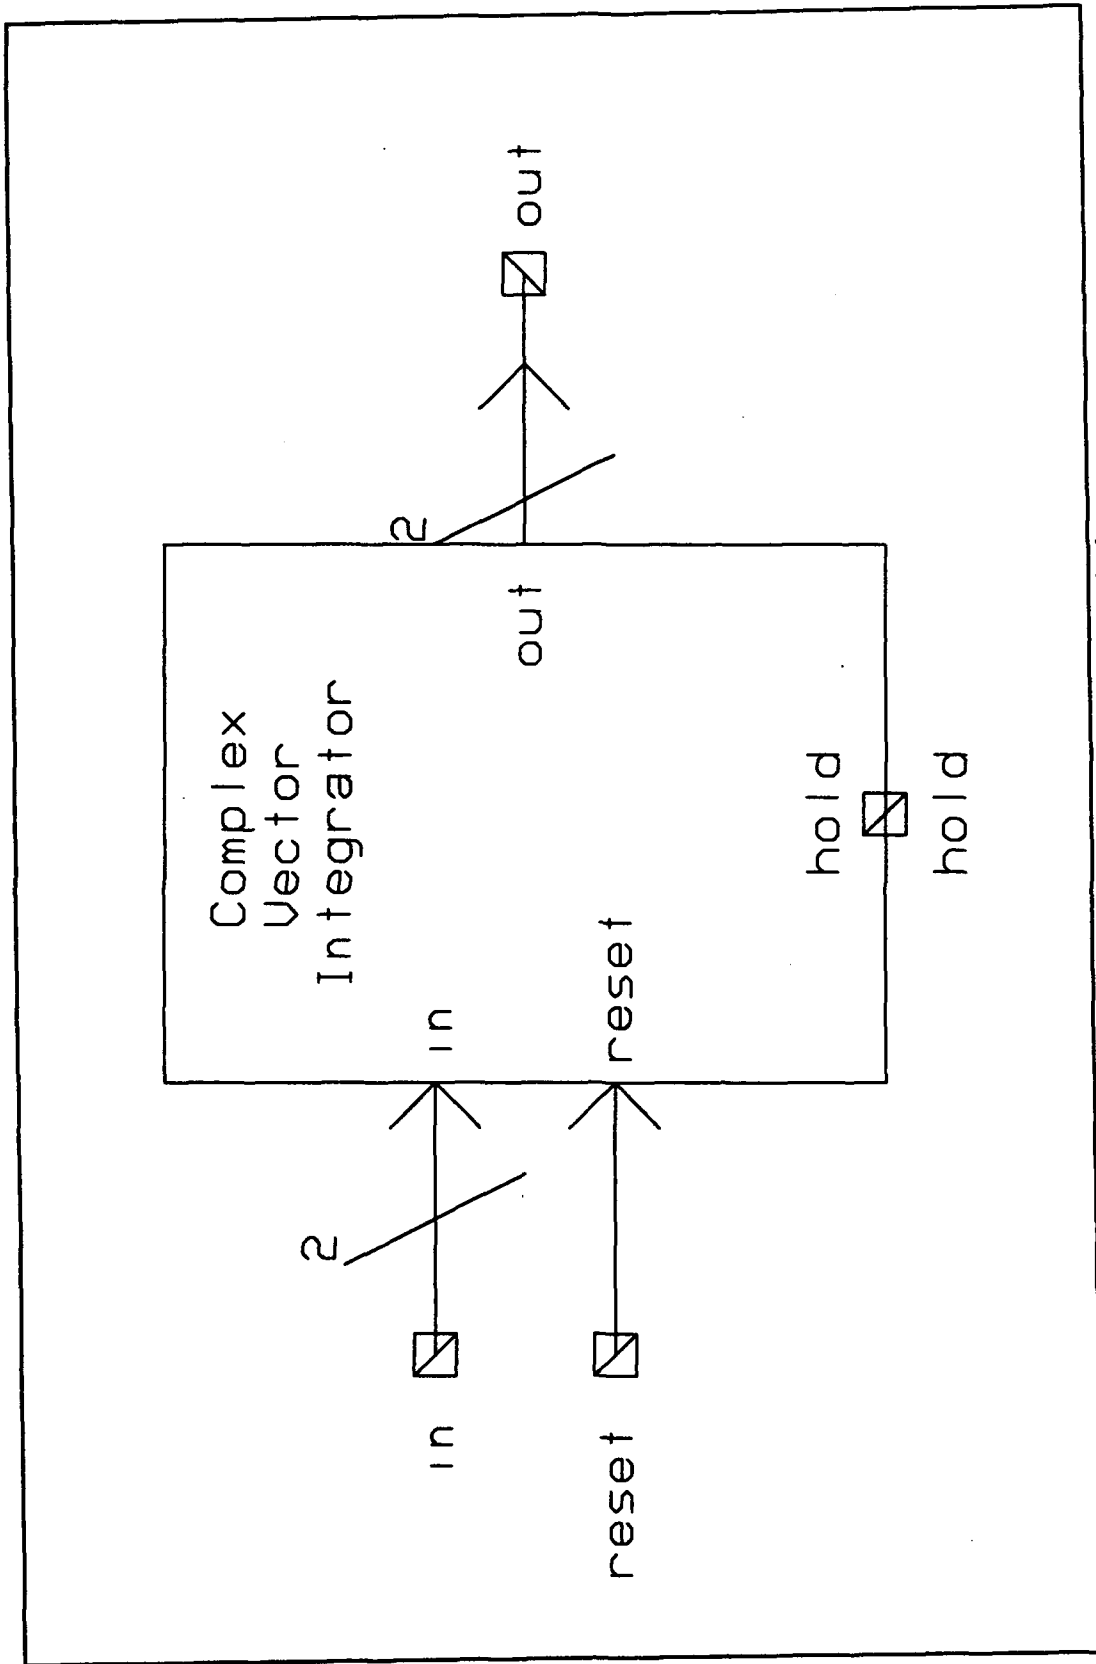 Complex
Vector
Integrator
2
2
in
in
out
out
reset
reset
hold
hold